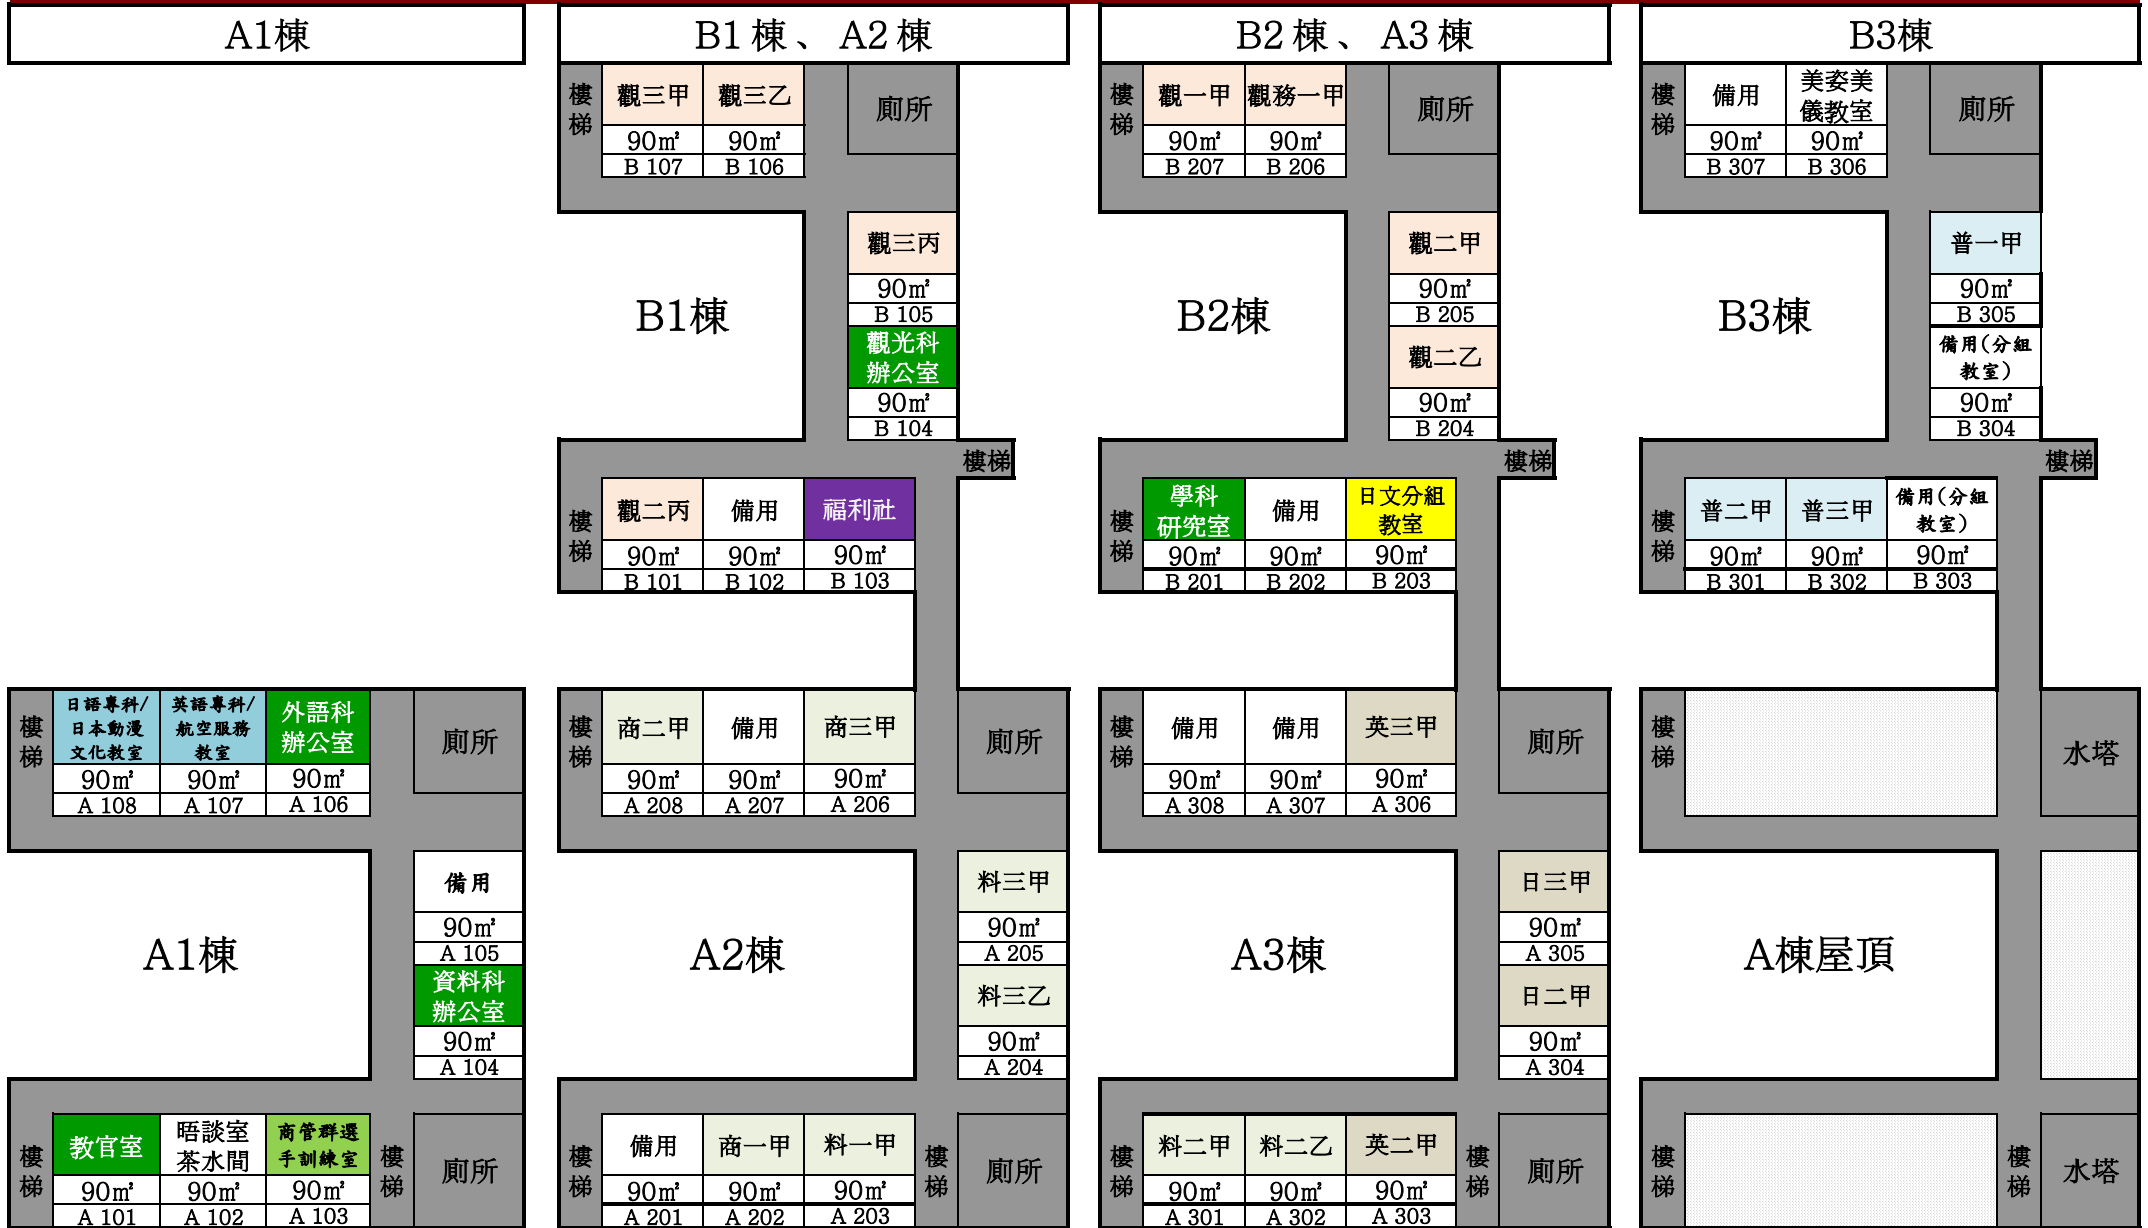 A1棟
B1 棟 、 A2 棟
B2 棟 、 A3 棟
B3棟
樓梯
觀三甲
90㎡
B 107
觀三乙
90㎡
B 106
廁所
觀三丙
90㎡
B 105
B1棟
觀光科
辦公室
90㎡
B 104
樓梯
樓梯
觀二丙
90㎡
B 101
備用
90㎡
B 102
福利社
90㎡
B 103
樓梯
觀一甲
90㎡
B 207
觀務一甲
90㎡
B 206
廁所
觀二甲
90㎡
B 205
B2棟
觀二乙
90㎡
B 204
樓梯
樓梯
學科
研究室
90㎡
B 201
備用
90㎡
B 202
日文分組
教室
90㎡
B 203
樓梯
備用
90㎡
B 307
美姿美
儀教室
90㎡
B 306
廁所
普一甲
90㎡
B 305
B3棟
備用(分組
教室)
90㎡
B 304
樓梯
樓梯
普二甲
90㎡
B 301
普三甲
90㎡
B 302
備用(分組
教室)
90㎡
B 303
樓梯
日語專科/
日本動漫
文化教室
90㎡
A 108
英語專科/
航空服務
教室
90㎡
A 107
外語科
辦公室
90㎡
A 106
廁所
備用
90㎡
A 105
A1棟
資料科
辦公室
90㎡
A 104
樓梯
教官室
90㎡
A 101
晤談室
茶水間
90㎡
A 102
商管群選
手訓練室
90㎡
A 103
樓梯
廁所
樓梯
商二甲
90㎡
A 208
備用
90㎡
A 207
商三甲
90㎡
A 206
廁所
料三甲
90㎡
A 205
A2棟
料三乙
90㎡
A 204
樓梯
備用
90㎡
A 201
商一甲
90㎡
A 202
料一甲
90㎡
A 203
樓梯
廁所
樓梯
備用
90㎡
A 308
備用
90㎡
A 307
英三甲
90㎡
A 306
廁所
日三甲
90㎡
A 305
A3棟
日二甲
90㎡
A 304
樓梯
料二甲
90㎡
A 301
料二乙
90㎡
A 302
英二甲
90㎡
A 303
樓梯
廁所
樓梯
水塔
A棟屋頂
樓梯
樓梯
水塔